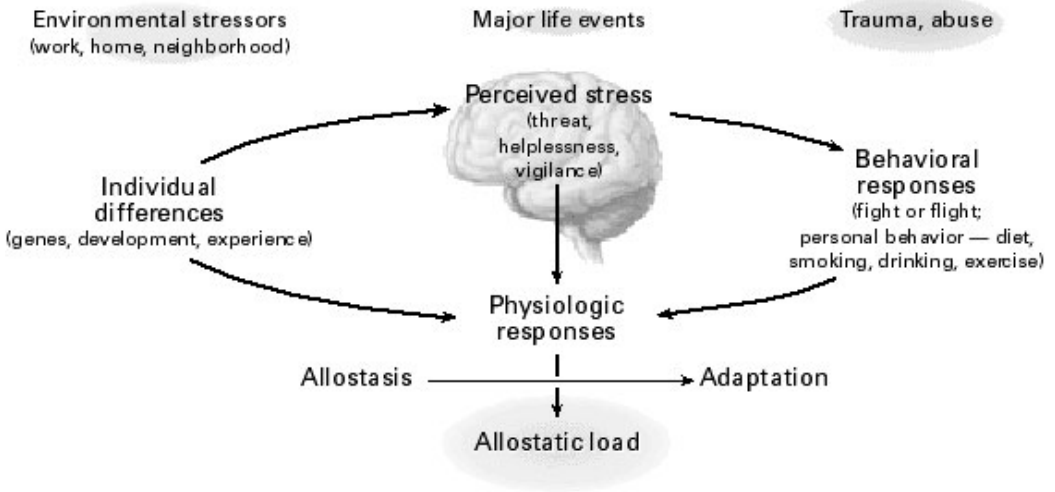 Environmental stressors
(work, home, neighborhood)
Major life events
Trauma, abuse
Perceived stress
(threat,
helplessness,
vigilance)
Individual
differences
(genes, development, experience)
Behavioral
responses
(fight or flight;
personal behavior — diet,
smoking, drinking, exercise)
Physiologic
responses
Allostasis
Adaptation
Allostatic load